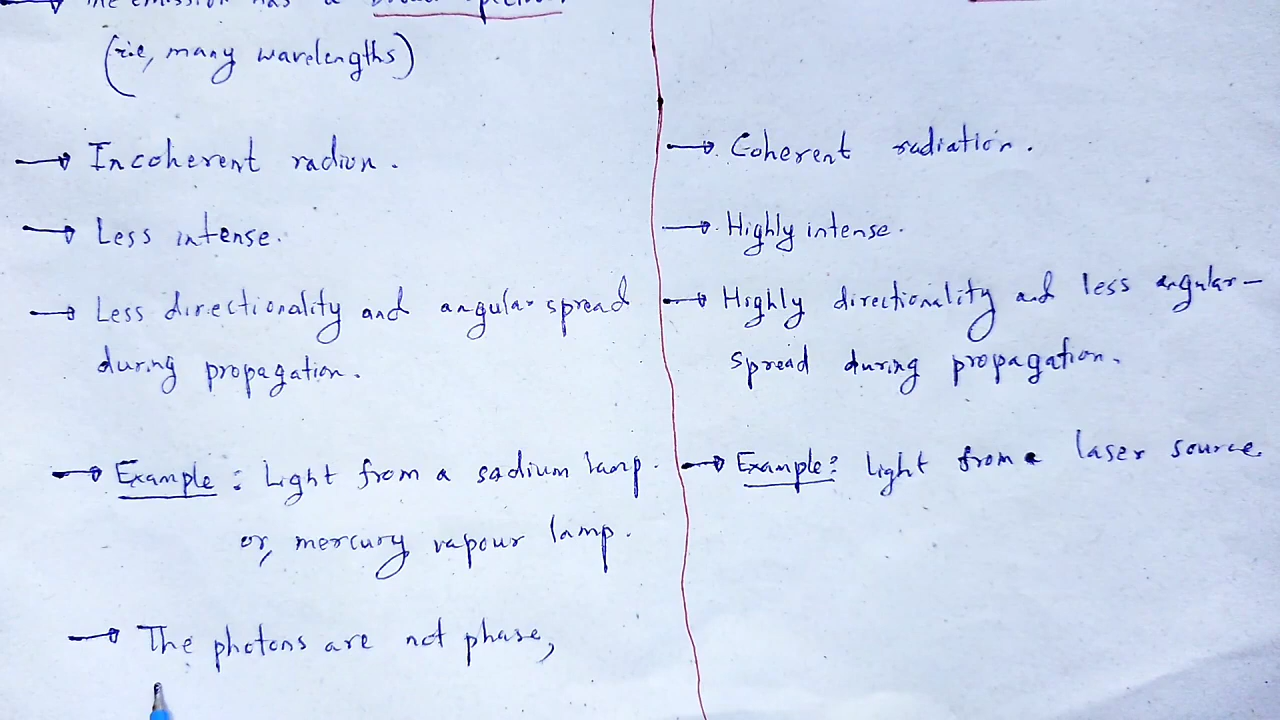 (i.e, many wavelengths)
→ Incoherent radion.
→ Less intense.
→ Less directionality and angular spread
during propagation.
→ Example : Light from a sodium lamp.
or, mercury vapour lamp.
→ The photons are not phase,
→ Coherent radiation.
→ Highly intense.
→ Highly directionality and less angular-
spread during propagation.
→ Example : Light from a laser source.